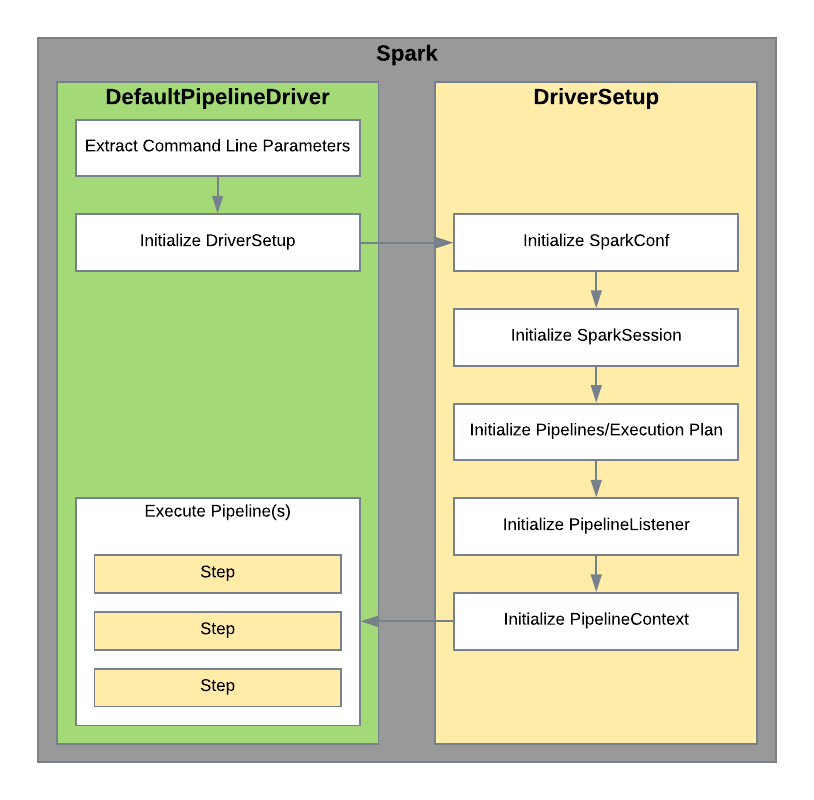 Spark
DefaultPipelineDriver
Extract Command Line Parameters
Initialize DriverSetup
Execute Pipeline(s)
Step
Step
Step
DriverSetup
Initialize SparkConf
Initialize SparkSession
Initialize Pipelines/Execution Plan
Initialize PipelineListener
Initialize PipelineContext